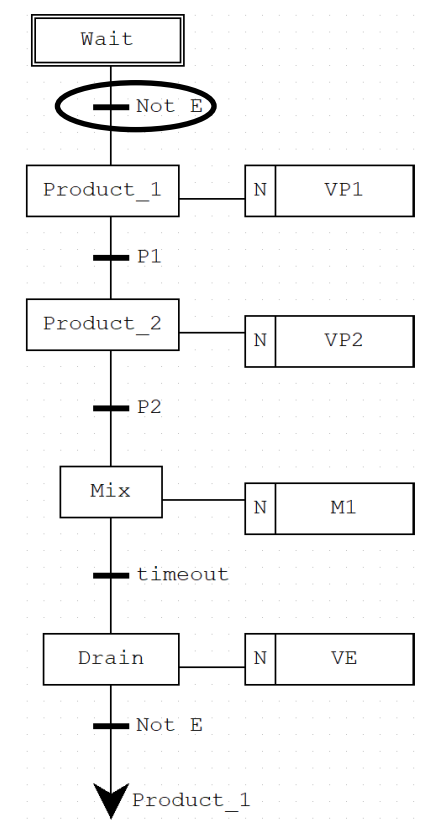 Wait
Not E
Product_1
N
VP1
P1
Product_2
N
VP2
P2
Mix
N
M1
timeout
Drain
N
VE
Not E
Product_1